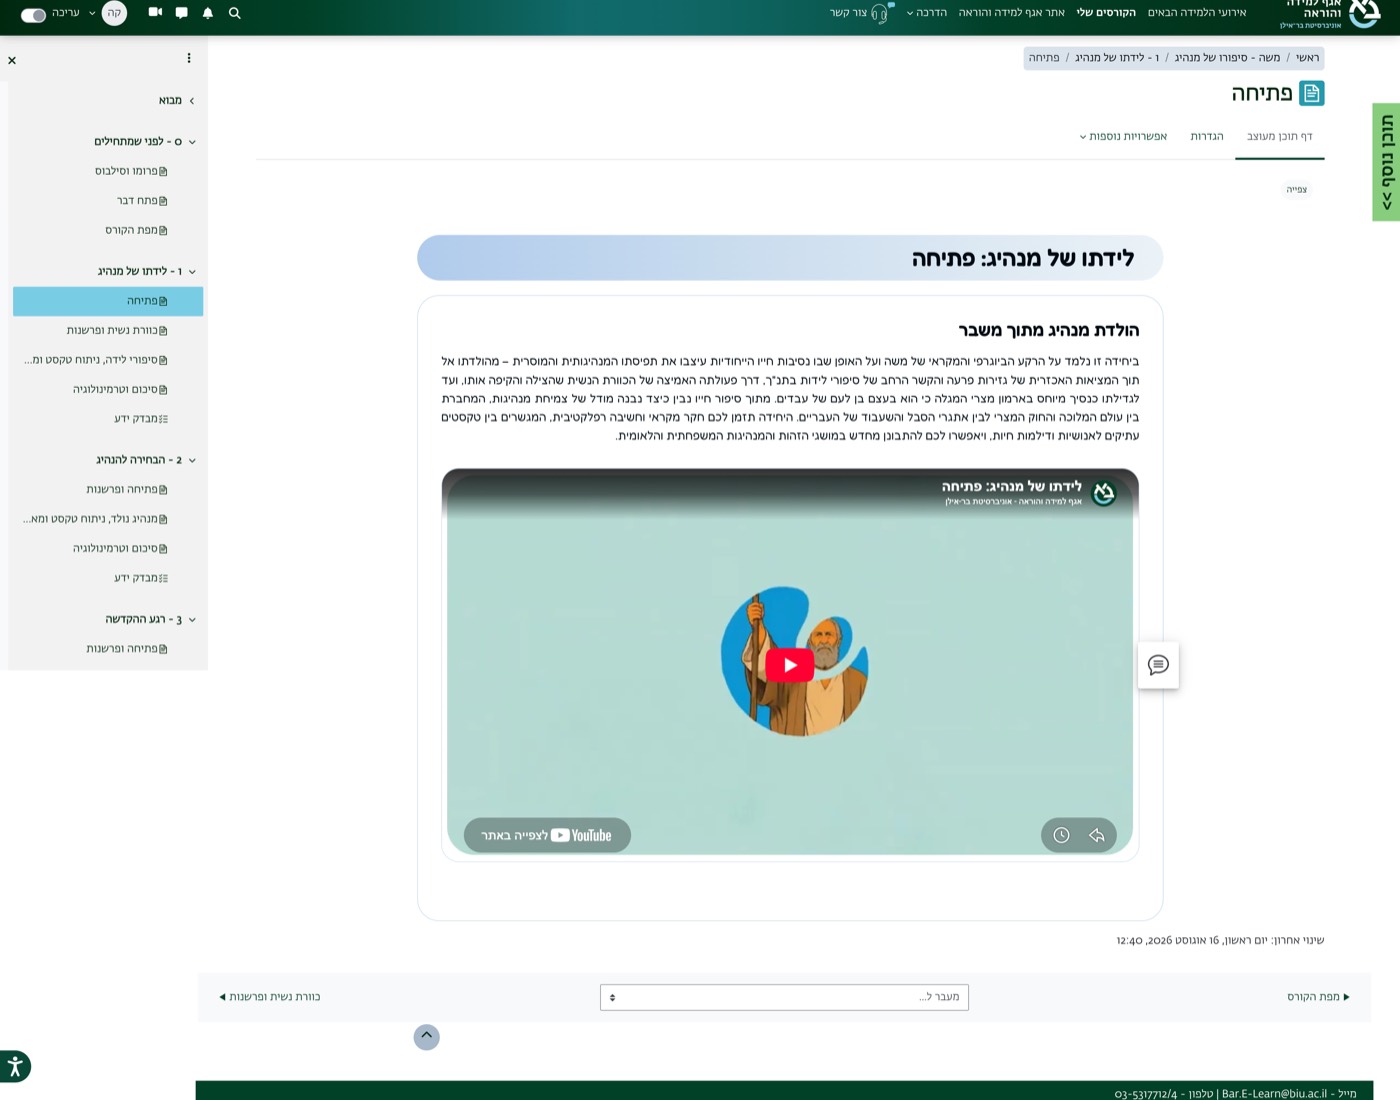 אגף למידה
והוראה
אוניברסיטת בר־אילן
אירועי הלמידה הבאים
הקורסים שלי
אתר אגף למידה והוראה
הדרכה
צור קשר
קה
עריכה
ראשי / משה - סיפורו של מנהיג / 1 - לידתו של מנהיג / פתיחה
פתיחה
דף תוכן מעוצב
הגדרות
אפשרויות נוספות
צפייה
תוכן נוסף >>
לידתו של מנהיג: פתיחה
הולדת מנהיג מתוך משבר
ביחידה זו נלמד על הרקע הביוגרפי והמקראי של משה ועל האופן שבו נסיבות חייו הייחודיות עיצבו את תפיסתו המנהיגותית והמוסרית – מהולדתו אל
תוך המציאות האכזרית של גזירות פרעה והקשר הרחב של סיפורי לידות בתנ"ך, דרך פעולתה האמיצה של הכוורת הנשית שהצילה והקיפה אותו, ועד
לגדילתו כנסיך מיוחס בארמון מצרי המגלה כי הוא בעצם בן לעם של עבדים. מתוך סיפור חייו נבין כיצד נבנה מודל של צמיחת מנהיגות, המחברת
בין עולם המלוכה והחוק המצרי לבין אתגרי הסבל והשעבוד של העבריים. היחידה תזמן לכם חקר מקראי וחשיבה רפלקטיבית, המגשרים בין טקסטים
עתיקים לאנושיות ודילמות חיות, ויאפשרו לכם להתבונן מחדש במושגי הזהות והמנהיגות המשפחתית והלאומית.
לידתו של מנהיג: פתיחה
אגף למידה והוראה - אוניברסיטת בר-אילן
לצפייה באתר YouTube
שינוי אחרון: יום ראשון, 16 אוגוסט 2026, 12:40
מפת הקורס
מעבר ל...
כוורת נשית ופרשנות
מייל - Bar.E-Learn@biu.ac.il | טלפון - 03-5317712/4
מבוא
0 - לפני שמתחילים
פרומו וסילבוס
פתח דבר
מפת הקורס
1 - לידתו של מנהיג
פתיחה
כוורת נשית ופרשנות
סיפורי לידה, ניתוח טקסט ומ...
סיכום וטרמינולוגיה
מבדק ידע
2 - הבחירה להנהיג
פתיחה ופרשנות
מנהיג נולד, ניתוח טקסט ומא...
סיכום וטרמינולוגיה
מבדק ידע
3 - רגע ההקדשה
פתיחה ופרשנות